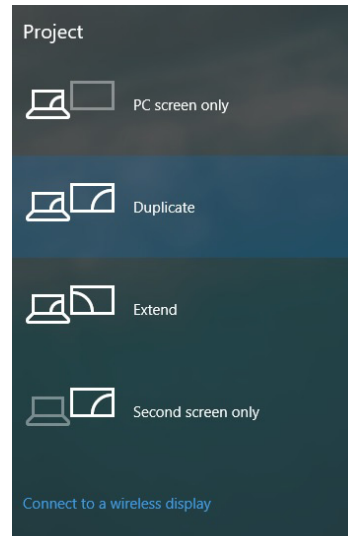 Project
PC screen only
Duplicate
Extend
Second screen only
Connect to a wireless display